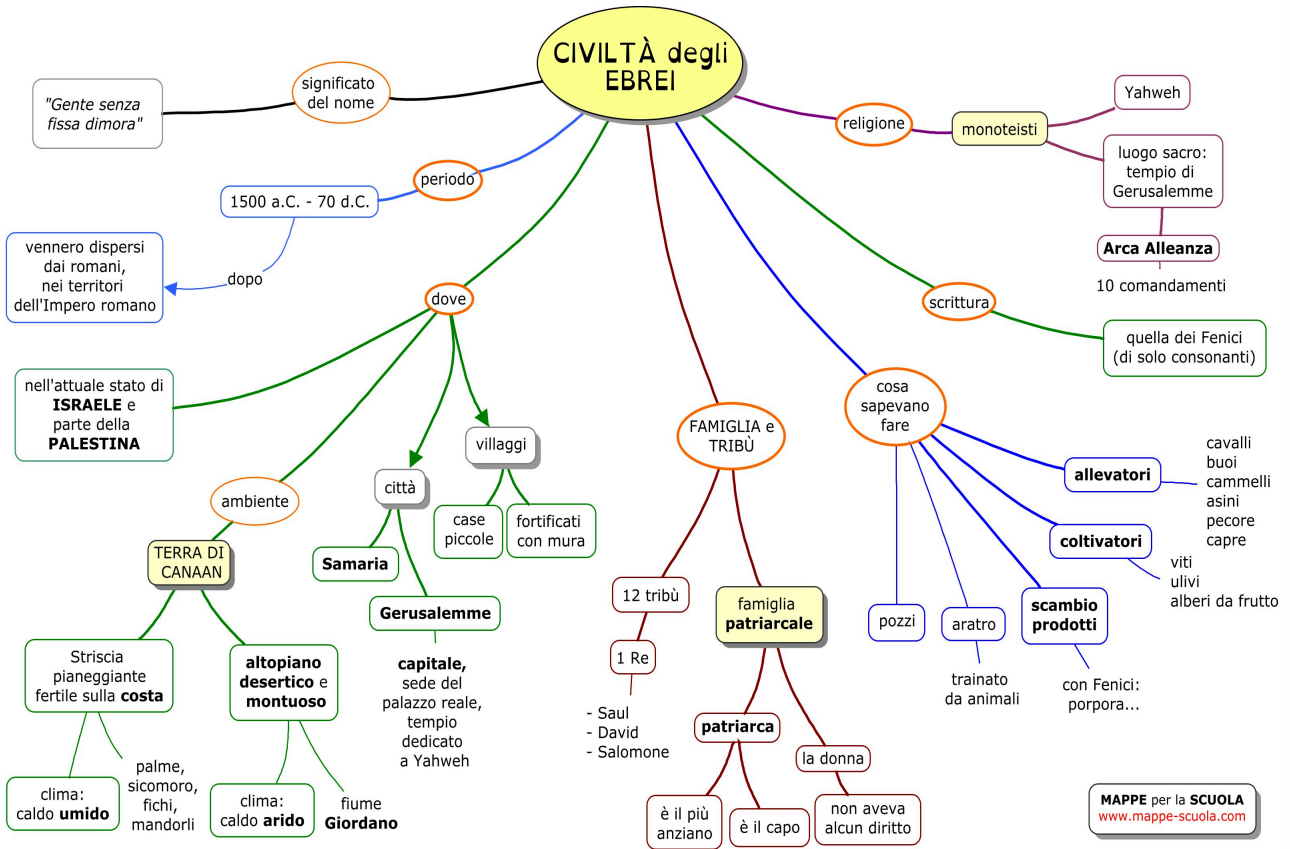 CIVILTÀ degli
EBREI
significato
del nome
"Gente senza
fissa dimora"
periodo
1500 a.C. - 70 d.C.
dopo
vennero dispersi
dai romani,
nei territori
dell'Impero romano
dove
nell'attuale stato di
ISRAELE e
parte della
PALESTINA
ambiente
TERRA DI
CANAAN
Striscia
pianeggiante
fertile sulla costa
clima:
caldo umido
palme,
sicomoro,
fichi,
mandorli
altopiano
desertico e
montuoso
clima:
caldo arido
fiume
Giordano
città
Samaria
Gerusalemme
capitale,
sede del
palazzo reale,
tempio
dedicato
a Yahweh
villaggi
case
piccole
fortificati
con mura
FAMIGLIA e
TRIBÙ
12 tribù
1 Re
- Saul
- David
- Salomone
famiglia
patriarcale
patriarca
è il più
anziano
è il capo
la donna
non aveva
alcun diritto
cosa
sapevano
fare
pozzi
aratro
trainato
da animali
scambio
prodotti
con Fenici:
porpora...
coltivatori
viti
ulivi
alberi da frutto
allevatori
cavalli
buoi
cammelli
asini
pecore
capre
scrittura
quella dei Fenici
(di solo consonanti)
religione
monoteisti
Yahweh
luogo sacro:
tempio di
Gerusalemme
Arca Alleanza
10 comandamenti
MAPPE per la SCUOLA
www.mappe-scuola.com